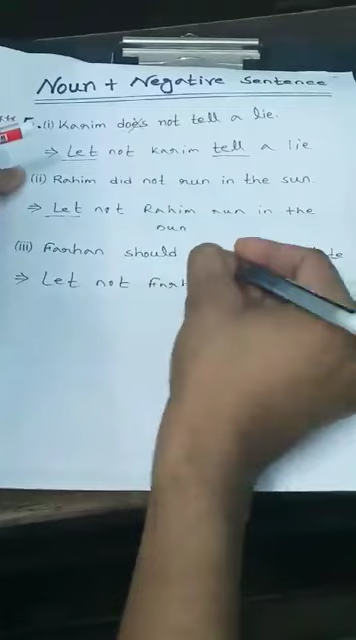 Noun + Negative Sentence
5. (i) Karim does not tell a lie.
⇒ Let not Karim tell a lie
(ii) Rahim did not run in the sun.
⇒ Let not Rahim run in the
sun
(iii) Farhan should
⇒ Let not